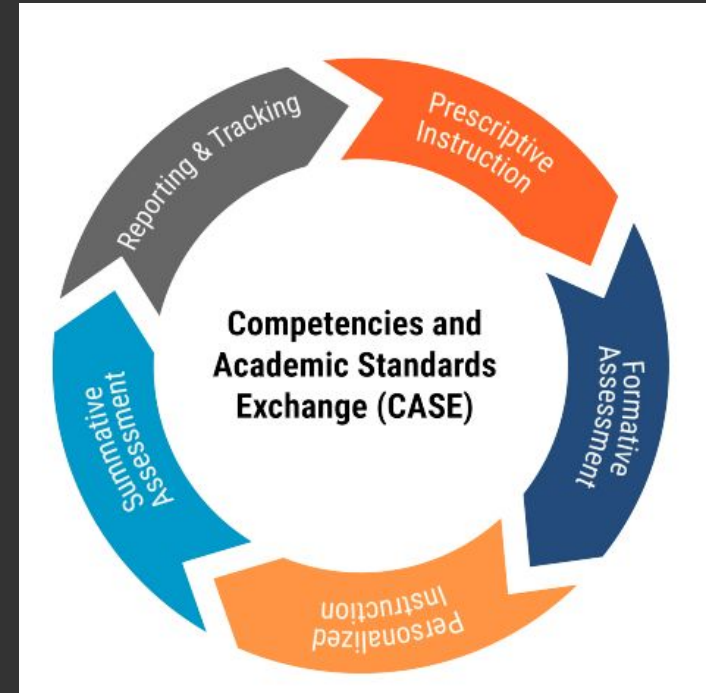 Reporting & Tracking
Prescriptive
Instruction
Formative
Assessment
Personalized
Instruction
Summative
Assessment
Competencies and
Academic Standards
Exchange (CASE)